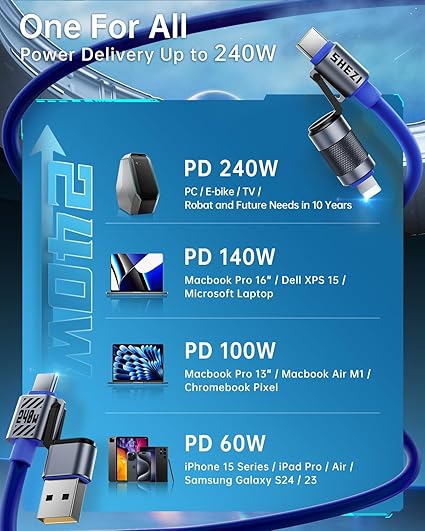 One For All
Power Delivery Up to 240W
SHEZI
240W
PD 240W
PC / E-bike / TV /
Robat and Future Needs in 10 Years
PD 140W
Macbook Pro 16" / Dell XPS 15 /
Microsoft Laptop
PD 100W
Macbook Pro 13" / Macbook Air M1 /
Chromebook Pixel
240W
PD 60W
iPhone 15 Series / iPad Pro / Air /
Samsung Galaxy S24 / 23